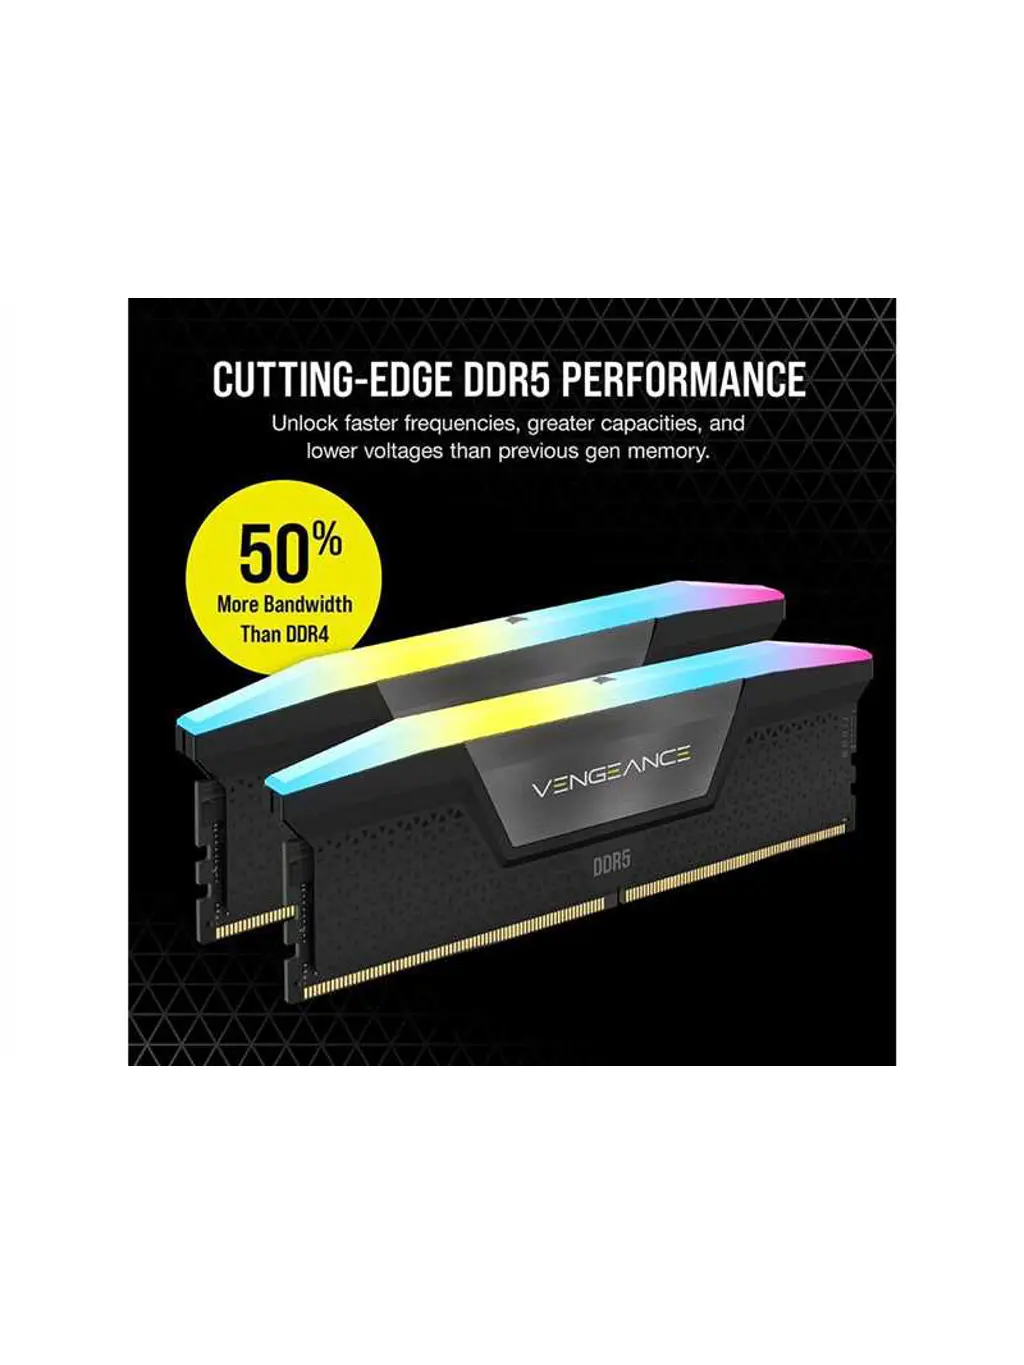 CUTTING-EDGE DDR5 PERFORMANCE
Unlock faster frequencies, greater capacities, and
lower voltages than previous gen memory.
50%
More Bandwidth
Than DDR4
VENGEANCE
DDR5